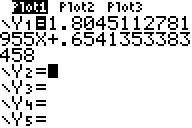 Plot1 Plot2 Plot3
\Y₁=1.8045112781
955X+.6541353383
458
\Y₂=
\Y₃=
\Y₄=
\Y₅=